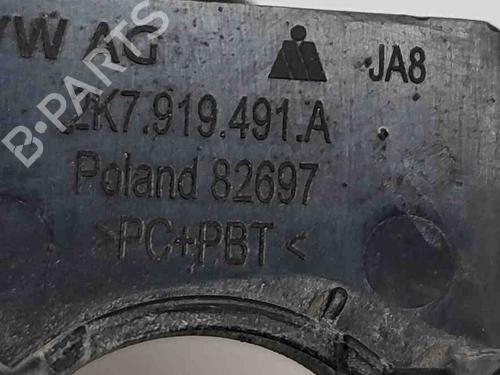 VW AG
JA8
2K7.919.491.A
Poland 82697
>PC+PBT<
B-PARTS